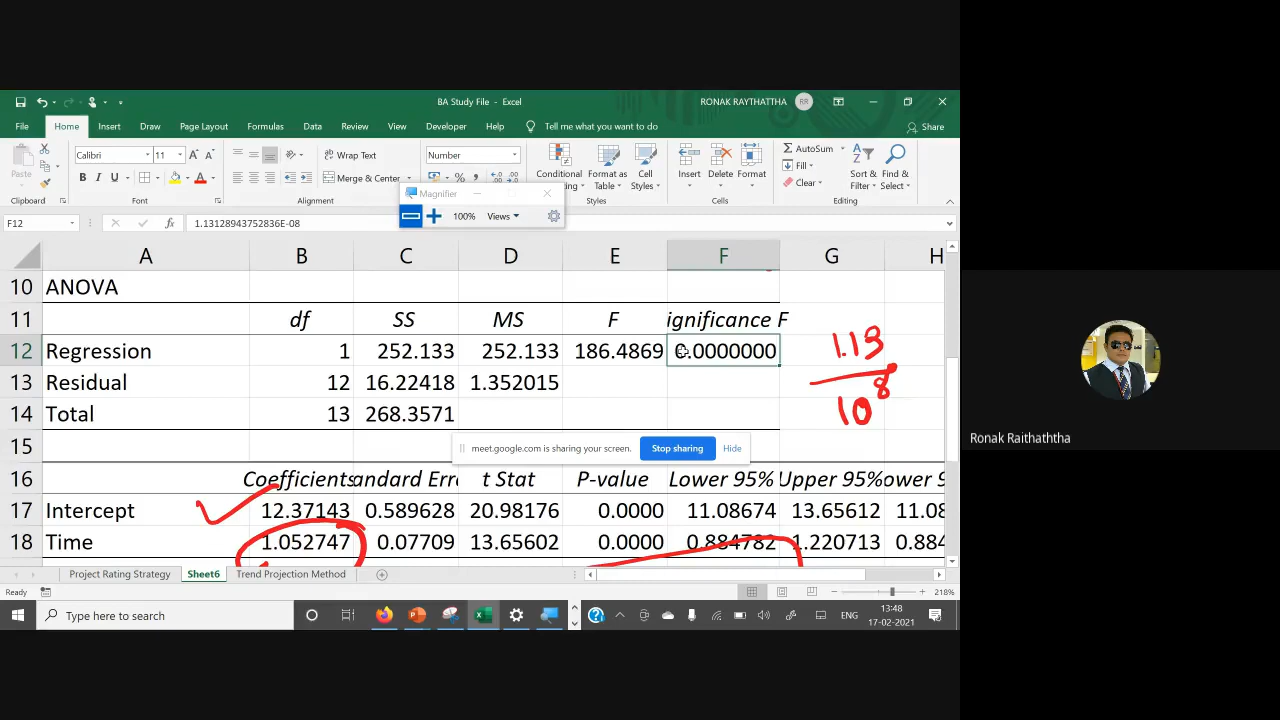 BA Study File - Excel
RONAK RAYTHATTHA RR
File Home Insert Draw Page Layout Formulas Data Review View Developer Help Tell me what you want to do Share
Paste
Calibri 11 A A Wrap Text Number
B I U A Merge & Center % ,
Conditional Format as Cell Insert Delete Format
Table Styles
AutoSum
Fill
Clear
Sort & Find &
Filter Select
Clipboard Font Alignment Styles Cells Editing
Magnifier
100% Views
F12 fx 1.13128943752836E-08
A B C D E F G H
10 ANOVA
11 df SS MS F ignificance F
12 Regression 1 252.133 252.133 186.4869 0.0000000
13 Residual 12 16.22418 1.352015
14 Total 13 268.3571
1.13
10 8
15
meet.google.com is sharing your screen. Stop sharing Hide
16 Coefficients andard Erro t Stat P-value Lower 95% Upper 95% ower 9
17 Intercept 12.37143 0.589628 20.98176 0.0000 11.08674 13.65612 11.08
18 Time 1.052747 0.07709 13.65602 0.0000 0.884782 1.220713 0.884
Project Rating Strategy Sheet6 Trend Projection Method
Ready 218%
Type here to search
ENG
13:48
17-02-2021
Ronak Raithaththa